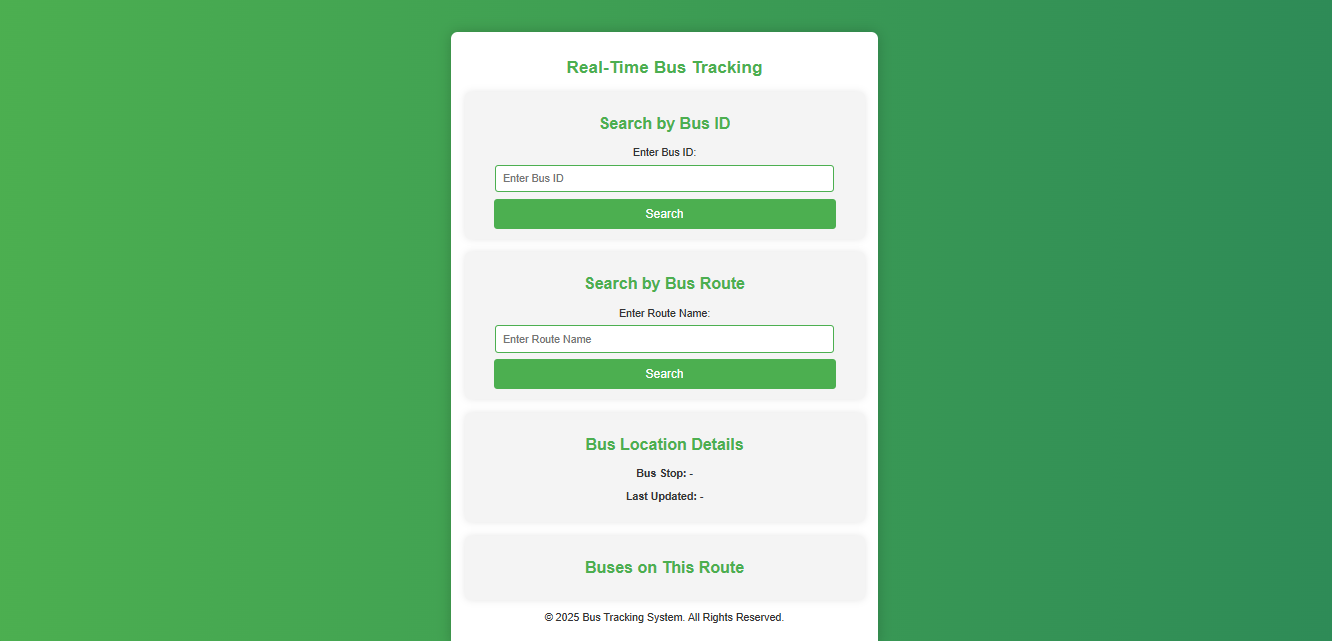 Real-Time Bus Tracking
Search by Bus ID
Enter Bus ID:
Enter Bus ID
Search
Search by Bus Route
Enter Route Name:
Enter Route Name
Search
Bus Location Details
Bus Stop: -
Last Updated: -
Buses on This Route
© 2025 Bus Tracking System. All Rights Reserved.